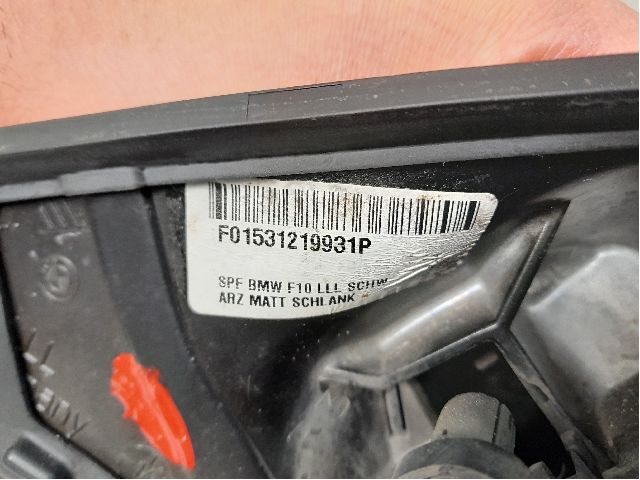 F01531219931P
SPF BMW F10 LLL SCHW
ARZ MATT SCHLANK